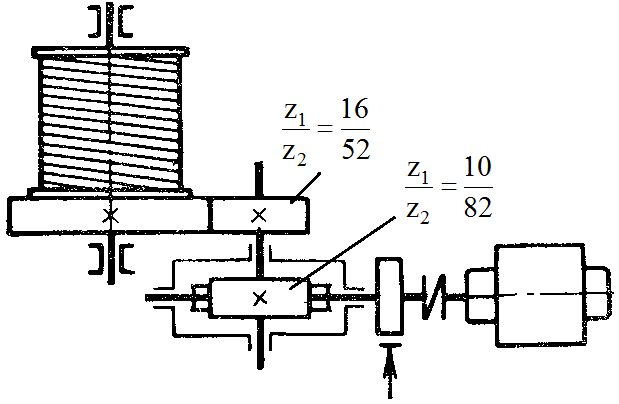 z₁/z₂ = 16/52
z₁/z₂ = 10/82